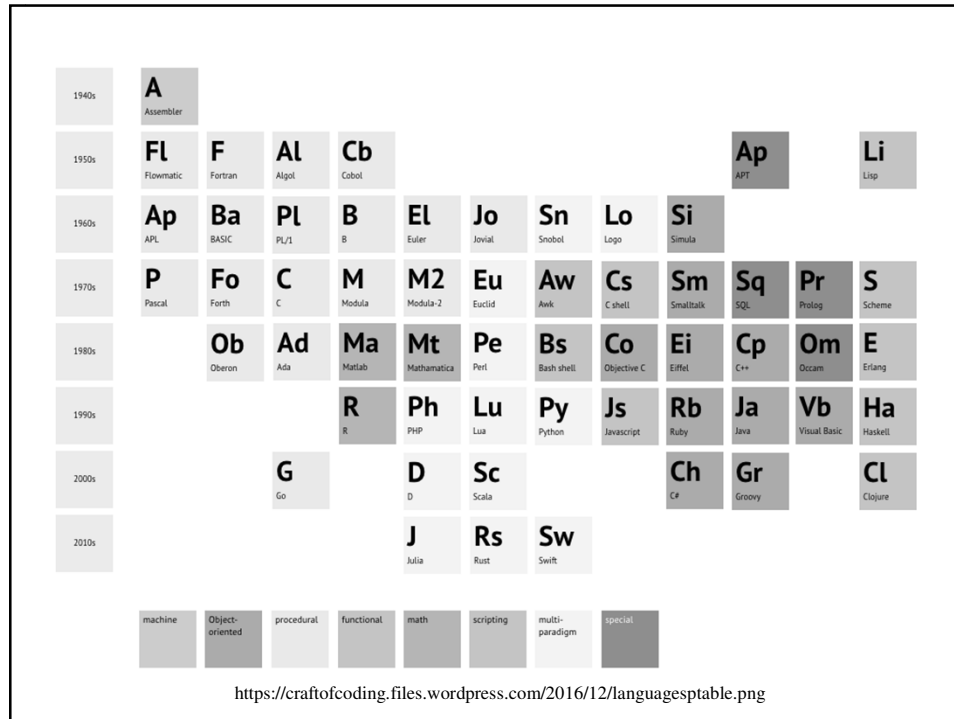 1940s
A
Assembler
1950s
Fl F Al Cb Ap Li
Flowmatic Fortran Algol Cobol APT Lisp
1960s
Ap Ba Pl B El Jo Sn Lo Si
APL BASIC PL/1 B Euler Jovial Snobol Logo Simula
1970s
P Fo C M M2 Eu Aw Cs Sm Sq Pr S
Pascal Forth C Modula Modula-2 Euclid Awk C shell Smalltalk SQL Prolog Scheme
1980s
Ob Ad Ma Mt Pe Bs Co Ei Cp Om E
Oberon Ada Matlab Mathamatica Perl Bash shell Objective C Eiffel C++ Occam Erlang
1990s
R Ph Lu Py Js Rb Ja Vb Ha
R PHP Lua Python Javascript Ruby Java Visual Basic Haskell
2000s
G D Sc Ch Gr Cl
Go D Scala C# Groovy Clojure
2010s
J Rs Sw
Julia Rust Swift
machine Object- procedural functional math scripting multi- special
oriented paradigm
https://craftofcoding.files.wordpress.com/2016/12/languagesptable.png